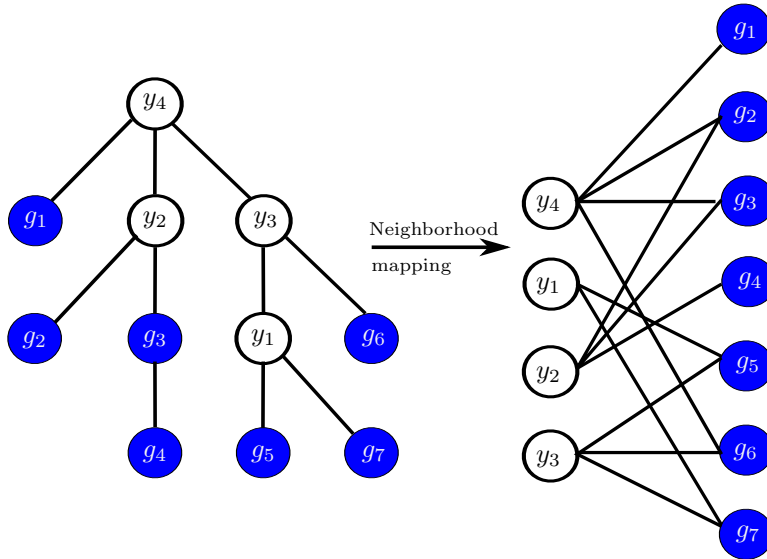 y₄
g₁
y₂
y₃
g₂
g₃
y₁
g₆
g₄
g₅
g₇
Neighborhood
mapping
y₄
y₁
y₂
y₃
g₁
g₂
g₃
g₄
g₅
g₆
g₇